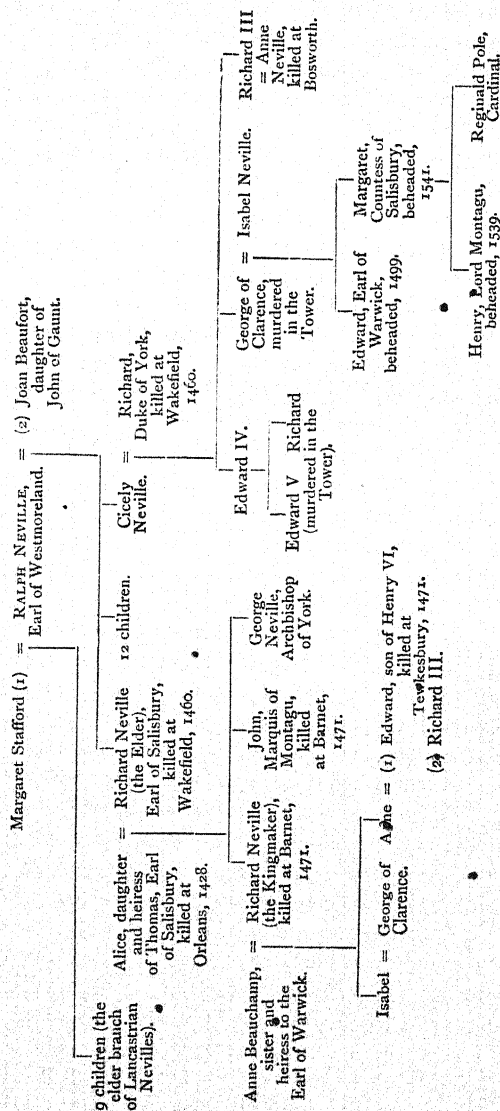 Margaret Stafford (1) = RALPH NEVILLE, = (2) Joan Beaufort,
Earl of Westmoreland. daughter of
John of Gaunt.
9 children (the
elder branch
of Lancastrian
Nevilles).
Alice, daughter
and heiress
of Thomas, Earl
of Salisbury,
killed at
Orleans, 1428.
= Richard Neville
(the Elder),
Earl of Salisbury,
killed at
Wakefield, 1460.
12 children.
Cicely
Neville.
= Richard,
Duke of York,
killed at
Wakefield,
1460.
Anne Beauchamp,
sister and
heiress to the
Earl of Warwick.
= Richard Neville
(the Kingmaker),
killed at Barnet,
1471.
John,
Marquis of
Montagu,
killed
at Barnet,
1471.
George
Neville,
Archbishop
of York.
Edward IV.
George of
Clarence,
murdered
in the
Tower.
= Isabel Neville.
Richard III
= Anne
Neville,
killed at
Bosworth.
Isabel = George of
Clarence.
Anne = (1) Edward, son of Henry VI,
killed at
Tewkesbury, 1471.
(2) Richard III.
Edward V Richard
(murdered in the
Tower).
Edward, Earl of
Warwick,
beheaded, 1499.
Margaret,
Countess of
Salisbury,
beheaded,
1541.
Henry, Lord Montagu,
beheaded, 1539.
Reginald Pole,
Cardinal.